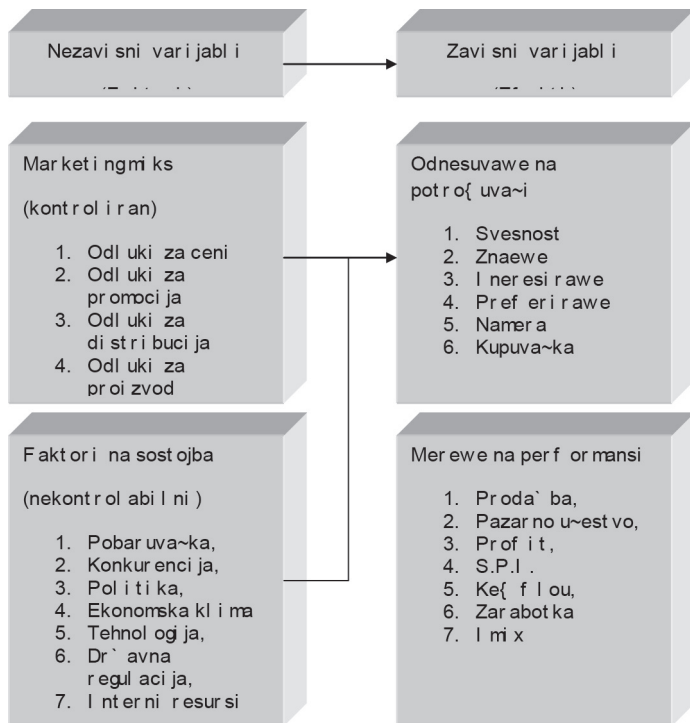 Nezavisni varijabli
Zavisni varijabli
Marketingmiks
(kontroliran)
1. Odluki za ceni
2. Odluki za
promocija
3. Odluki za
distribucija
4. Odluki za
proizvod
Odnesuvawe na
potro{uva~i
1. Svesnost
2. Znaewe
3. Ineresirawe
4. Preferirawe
5. Namera
6. Kupuva~ka
Faktori na sostojba
(nekontrolabilni)
1. Pobaruva~ka,
2. Konkurencija,
3. Politika,
4. Ekonomska klima
5. Tehnologija,
6. Dr`avna
regulacija,
7. Interni resursi
Merewe na performansi
1. Proda`ba,
2. Pazarno u~estvo,
3. Profit,
4. S.P.I.
5. Ke{ flou,
6. Zarabotka
7. Imix